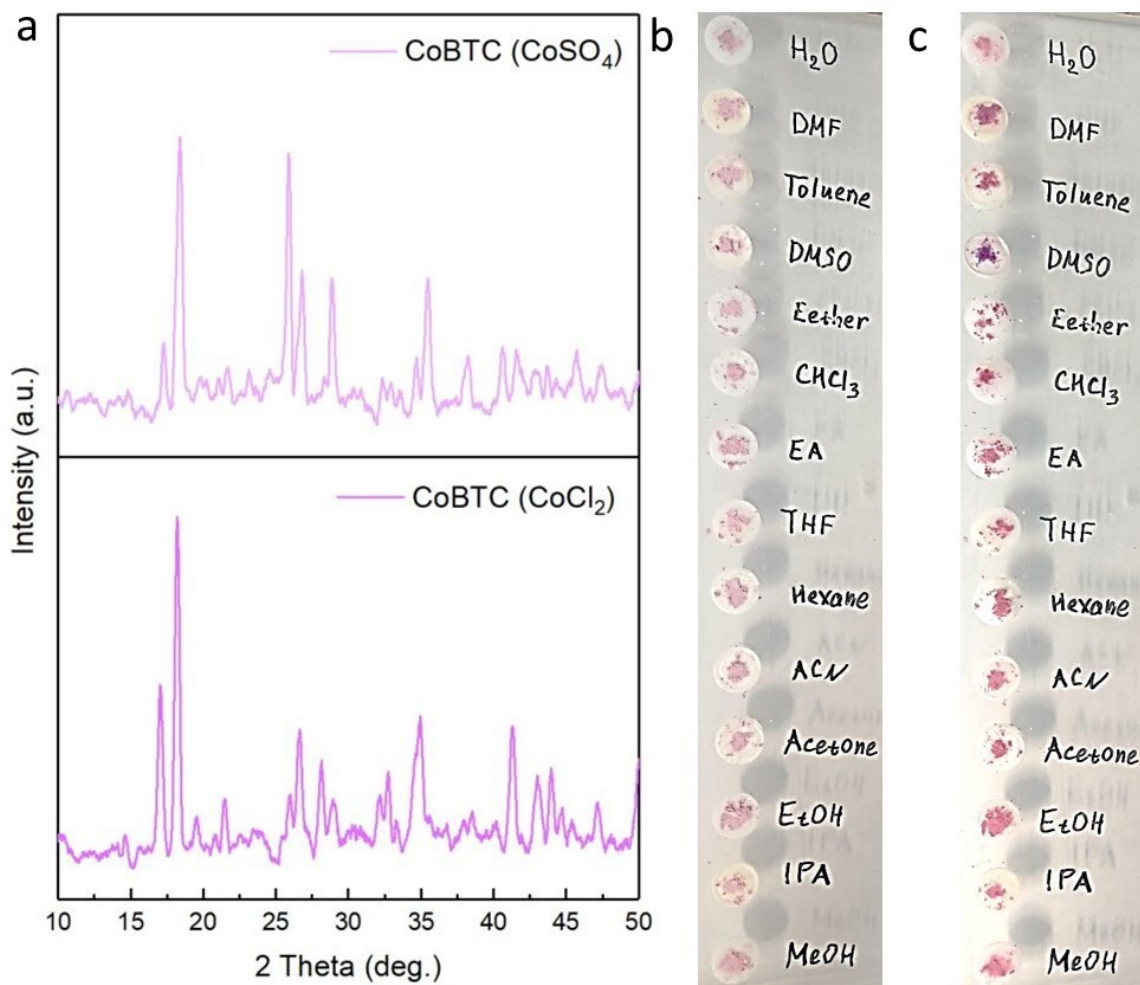 a
CoBTC (CoSO₄)
CoBTC (CoCl₂)
Intensity (a.u.)
10 15 20 25 30 35 40 45 50
2 Theta (deg.)
b
H₂O
DMF
Toluene
DMSO
Eether
CHCl₃
EA
THF
Hexane
ACN
Acetone
EtOH
IPA
MeOH
c
H₂O
DMF
Toluene
DMSO
Eether
CHCl₃
EA
THF
Hexane
ACN
Acetone
EtOH
IPA
MeOH